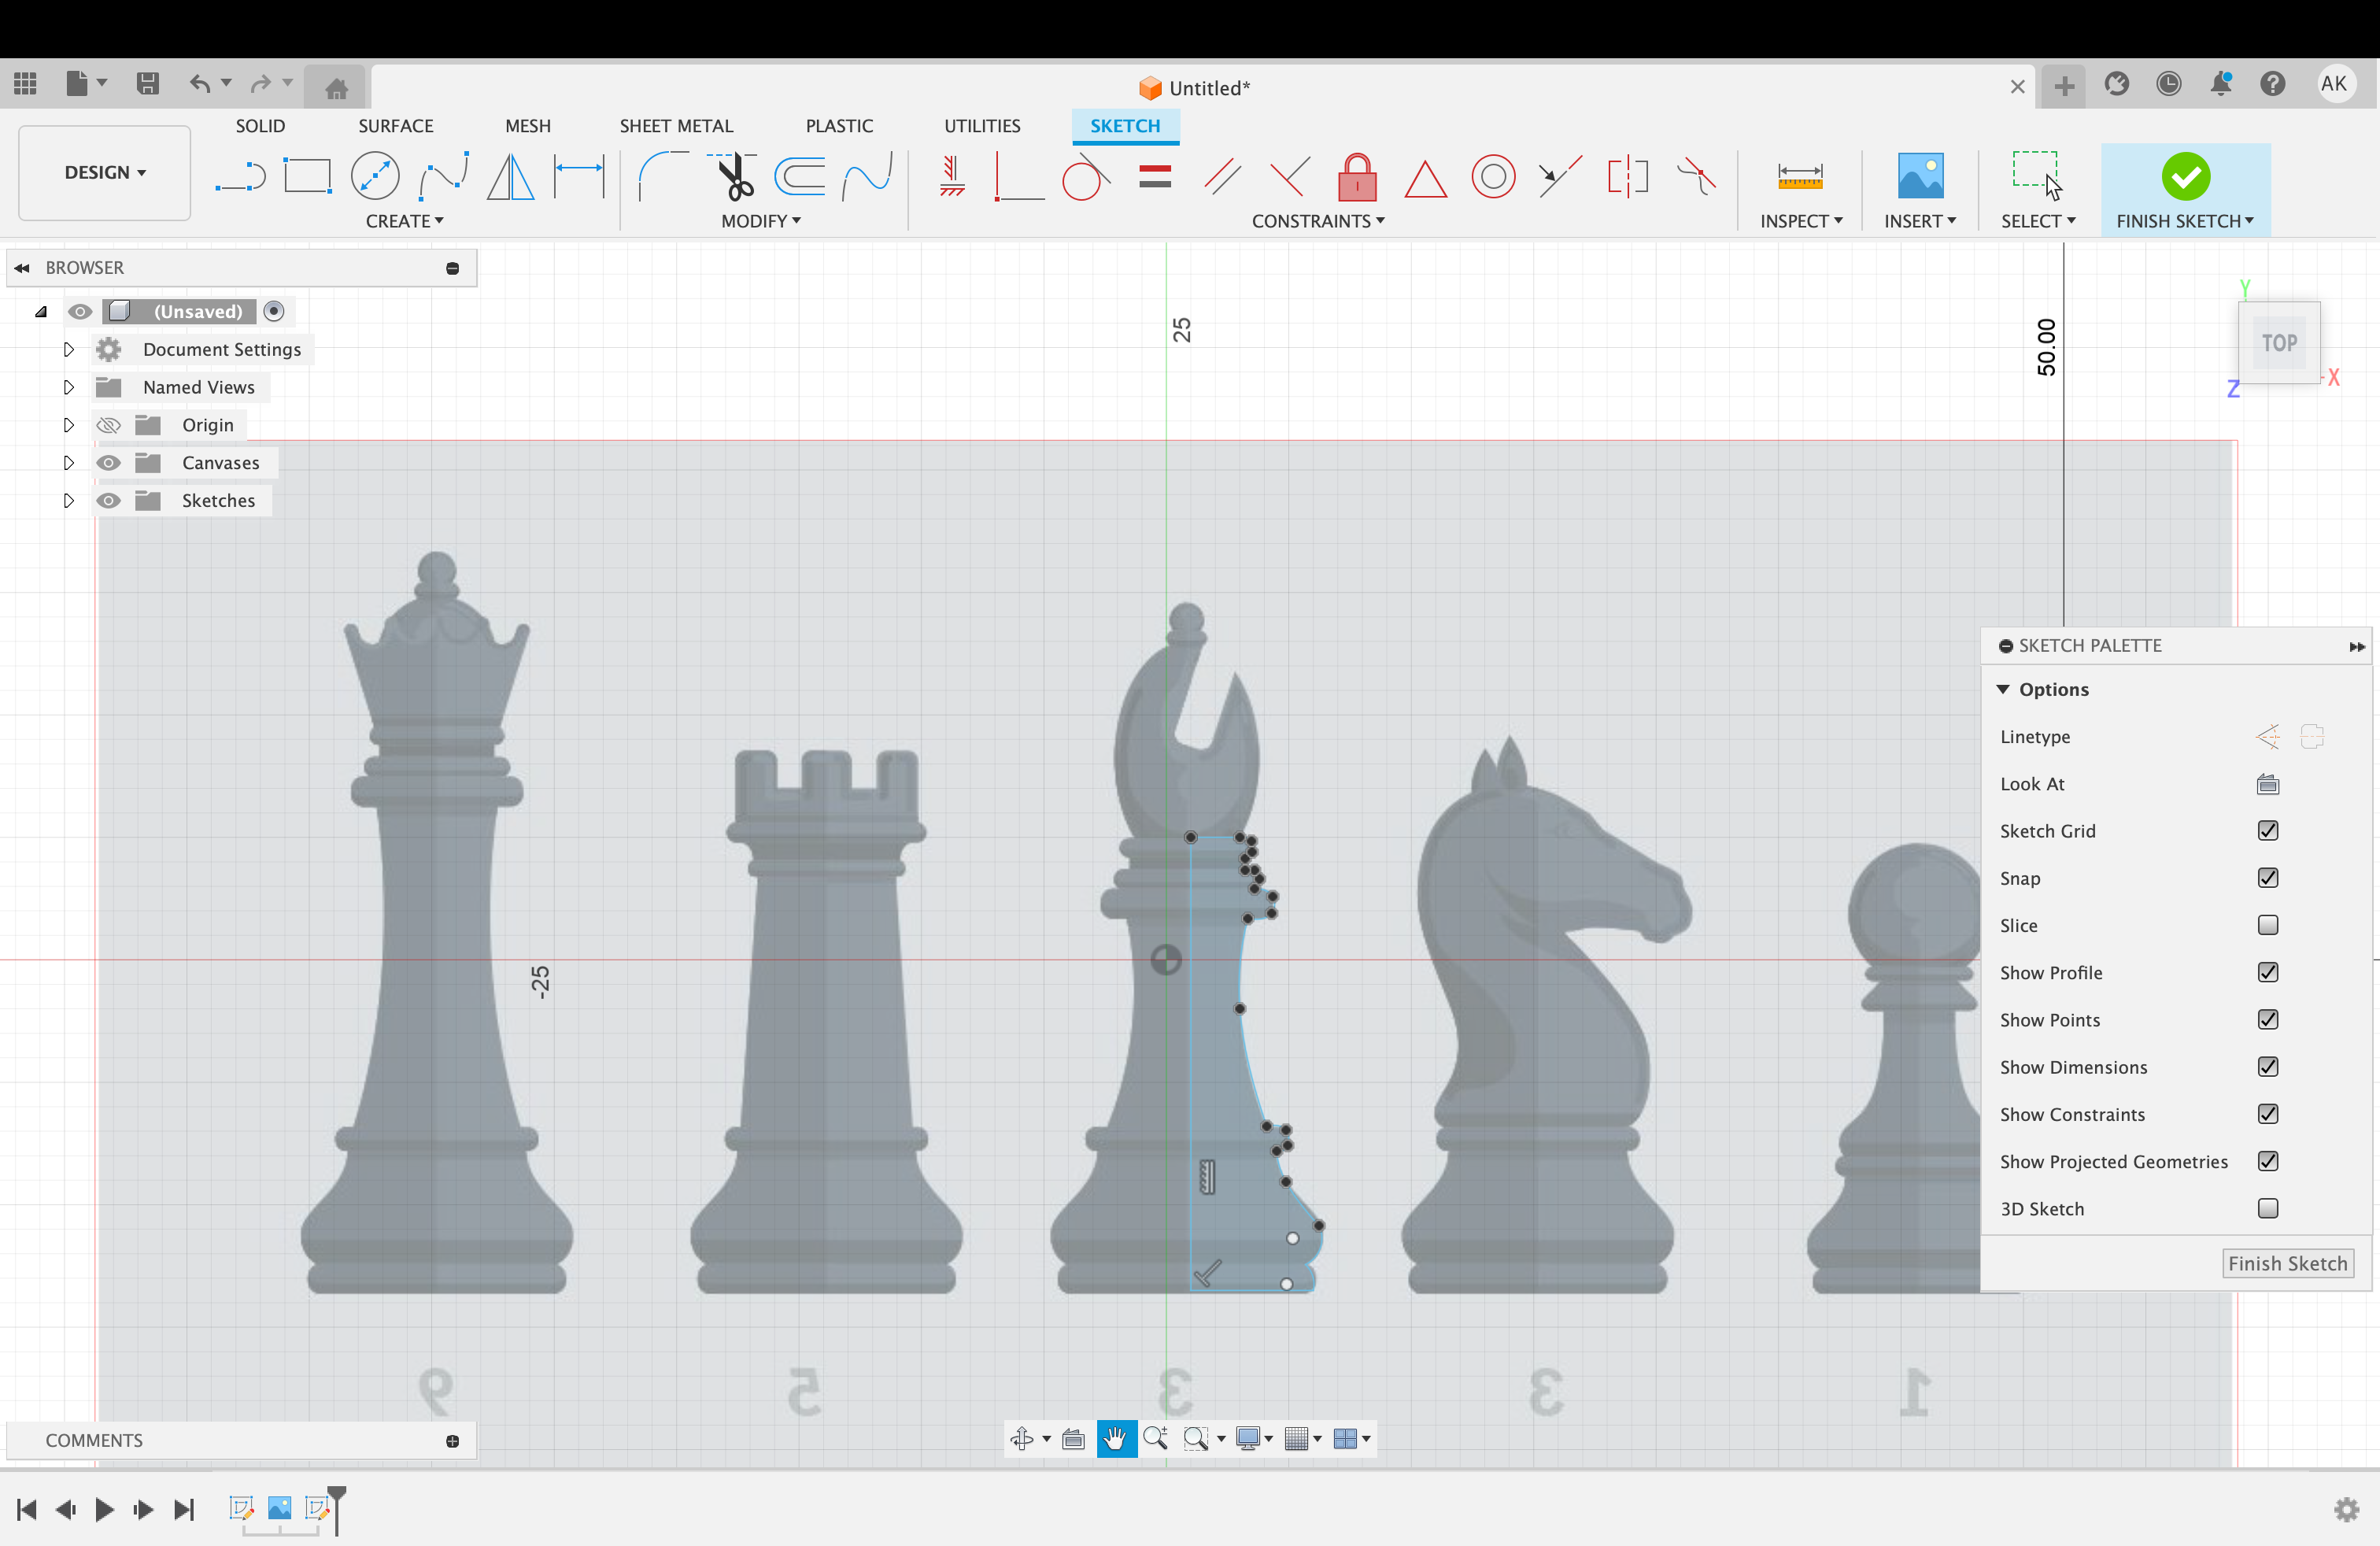 Untitled*
AK
SOLID SURFACE MESH SHEET METAL PLASTIC UTILITIES SKETCH
DESIGN
CREATE MODIFY CONSTRAINTS INSPECT INSERT SELECT FINISH SKETCH
BROWSER
(Unsaved)
Document Settings
Named Views
Origin
Canvases
Sketches
25
50.00
Y
TOP
X
Z
-25
SKETCH PALETTE
Options
Linetype
Look At
Sketch Grid
Snap
Slice
Show Profile
Show Points
Show Dimensions
Show Constraints
Show Projected Geometries
3D Sketch
Finish Sketch
9 5 3 3 1
COMMENTS